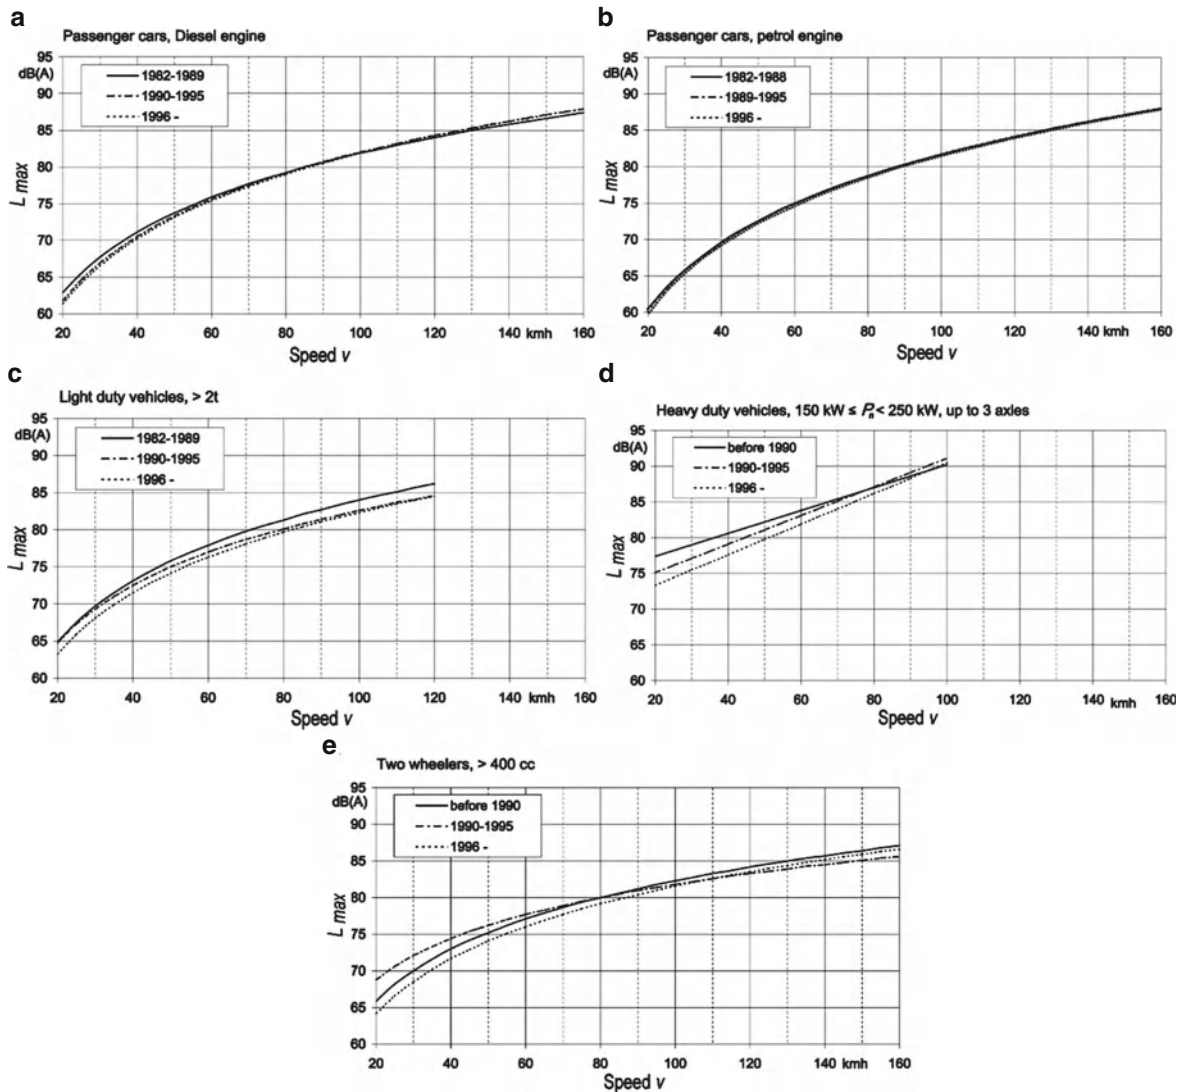 a
Passenger cars, Diesel engine
95
dB(A)
90
85
80
75
70
65
60
L max
1982-1989
1990-1995
1996 -
20 40 60 80 100 120 140 kmh 160
Speed v
b
Passenger cars, petrol engine
95
dB(A)
90
85
80
75
70
65
60
L max
1982-1988
1989-1995
1996 -
20 40 60 80 100 120 140 kmh 160
Speed v
c
Light duty vehicles, > 2t
95
dB(A)
90
85
80
75
70
65
60
L max
1982-1989
1990-1995
1996 -
20 40 60 80 100 120 140 kmh 160
Speed v
d
Heavy duty vehicles, 150 kW ≤ Pn < 250 kW, up to 3 axles
95
dB(A)
90
85
80
75
70
65
60
L max
before 1990
1990-1995
1996 -
20 40 60 80 100 120 140 kmh 160
Speed v
e
Two wheelers, > 400 cc
95
dB(A)
90
85
80
75
70
65
60
L max
before 1990
1990-1995
1996 -
20 40 60 80 100 120 140 kmh 160
Speed v